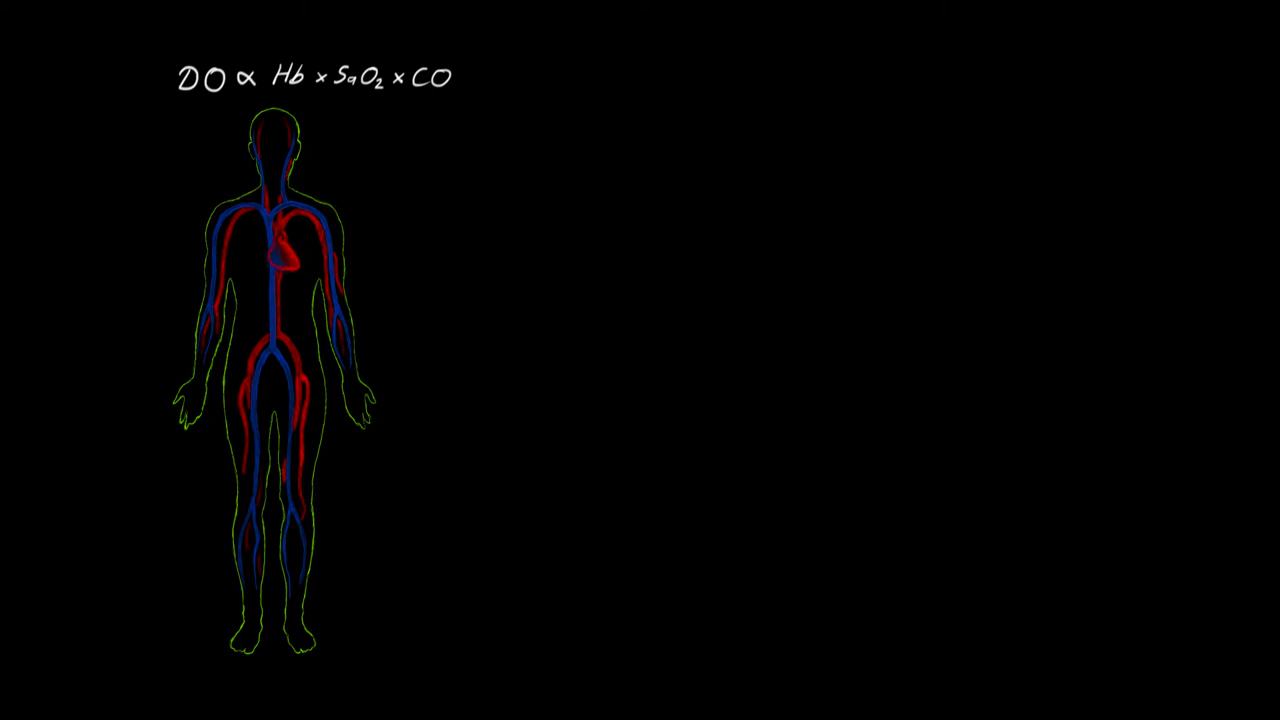 DO ∝ Hb × SaO₂ × CO